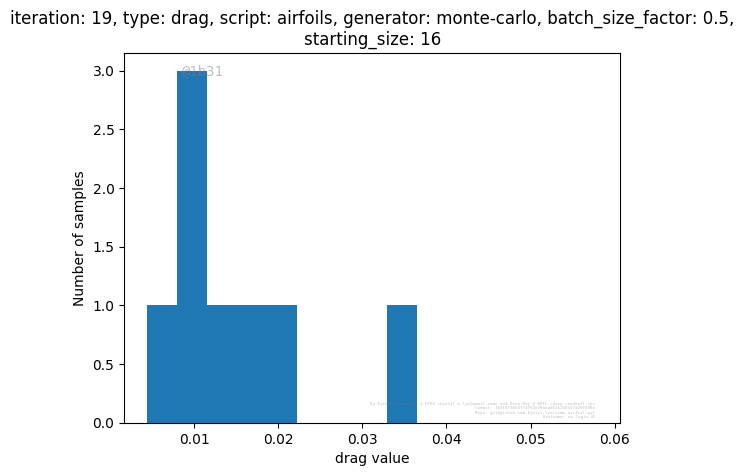 iteration: 19, type: drag, script: airfoils, generator: monte-carlo, batch_size_factor: 0.5,
starting_size: 16
@1b31
3.0
2.5
2.0
1.5
1.0
0.5
0.0
Number of samples
0.01
0.02
0.03
0.04
0.05
0.06
drag value